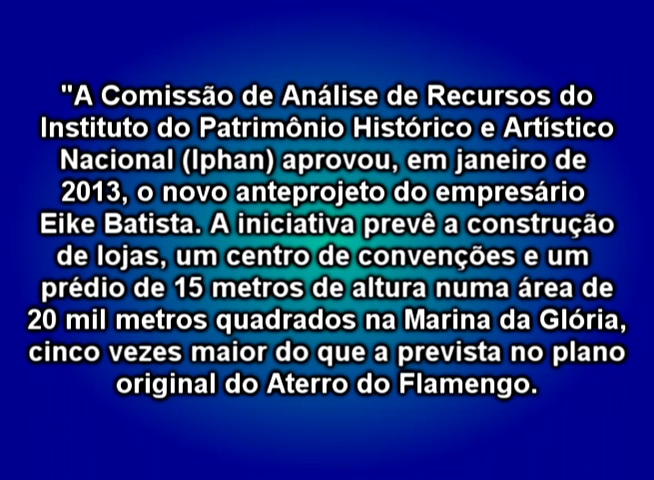 "A Comissão de Análise de Recursos do
Instituto do Patrimônio Histórico e Artístico
Nacional (Iphan) aprovou, em janeiro de
2013, o novo anteprojeto do empresário
Eike Batista. A iniciativa prevê a construção
de lojas, um centro de convenções e um
prédio de 15 metros de altura numa área de
20 mil metros quadrados na Marina da Glória,
cinco vezes maior do que a prevista no plano
original do Aterro do Flamengo.